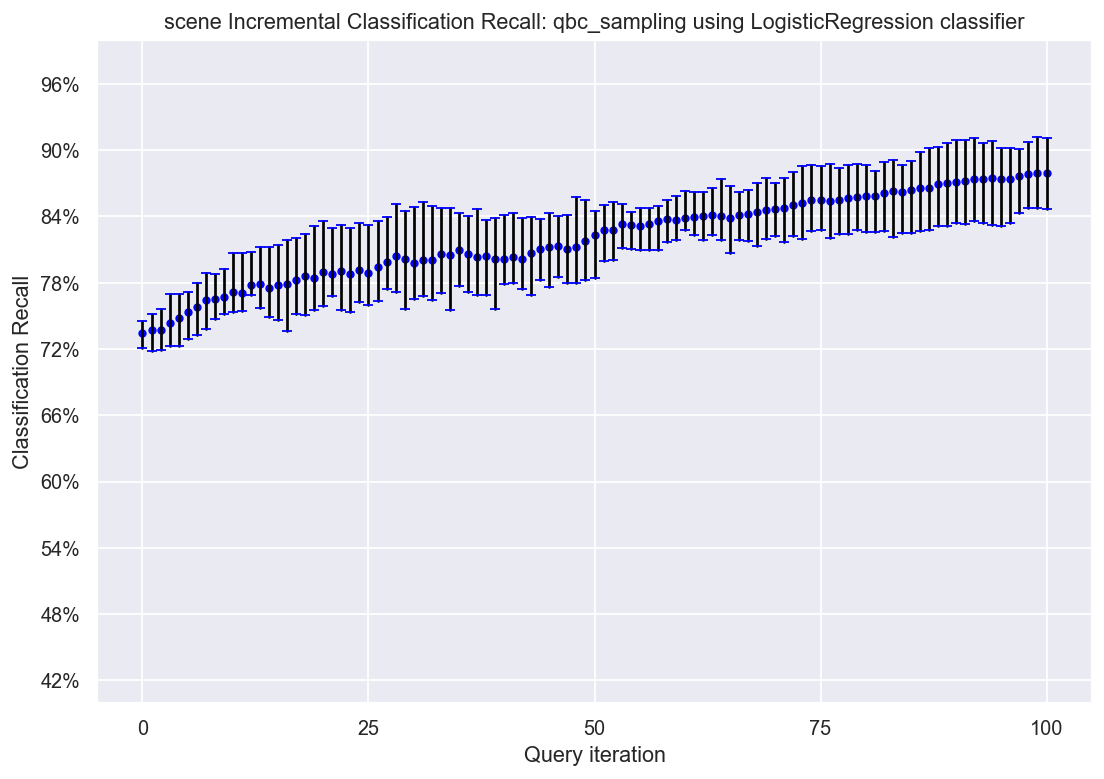 scene Incremental Classification Recall: qbc_sampling using LogisticRegression classifier
96%
90%
84%
78%
72%
66%
60%
54%
48%
42%
Classification Recall
0 25 50 75 100
Query iteration